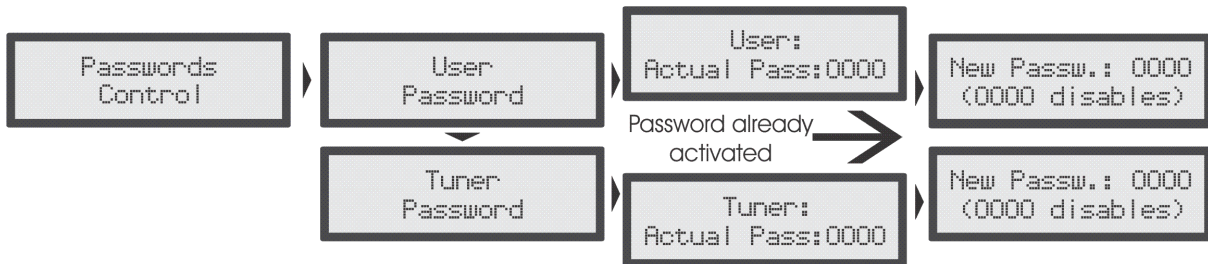 Passwords
Control
User
Password
User:
Actual Pass:0000
New Passw.: 0000
(0000 disables)
Password already
activated
Tuner
Password
Tuner:
Actual Pass:0000
New Passw.: 0000
(0000 disables)